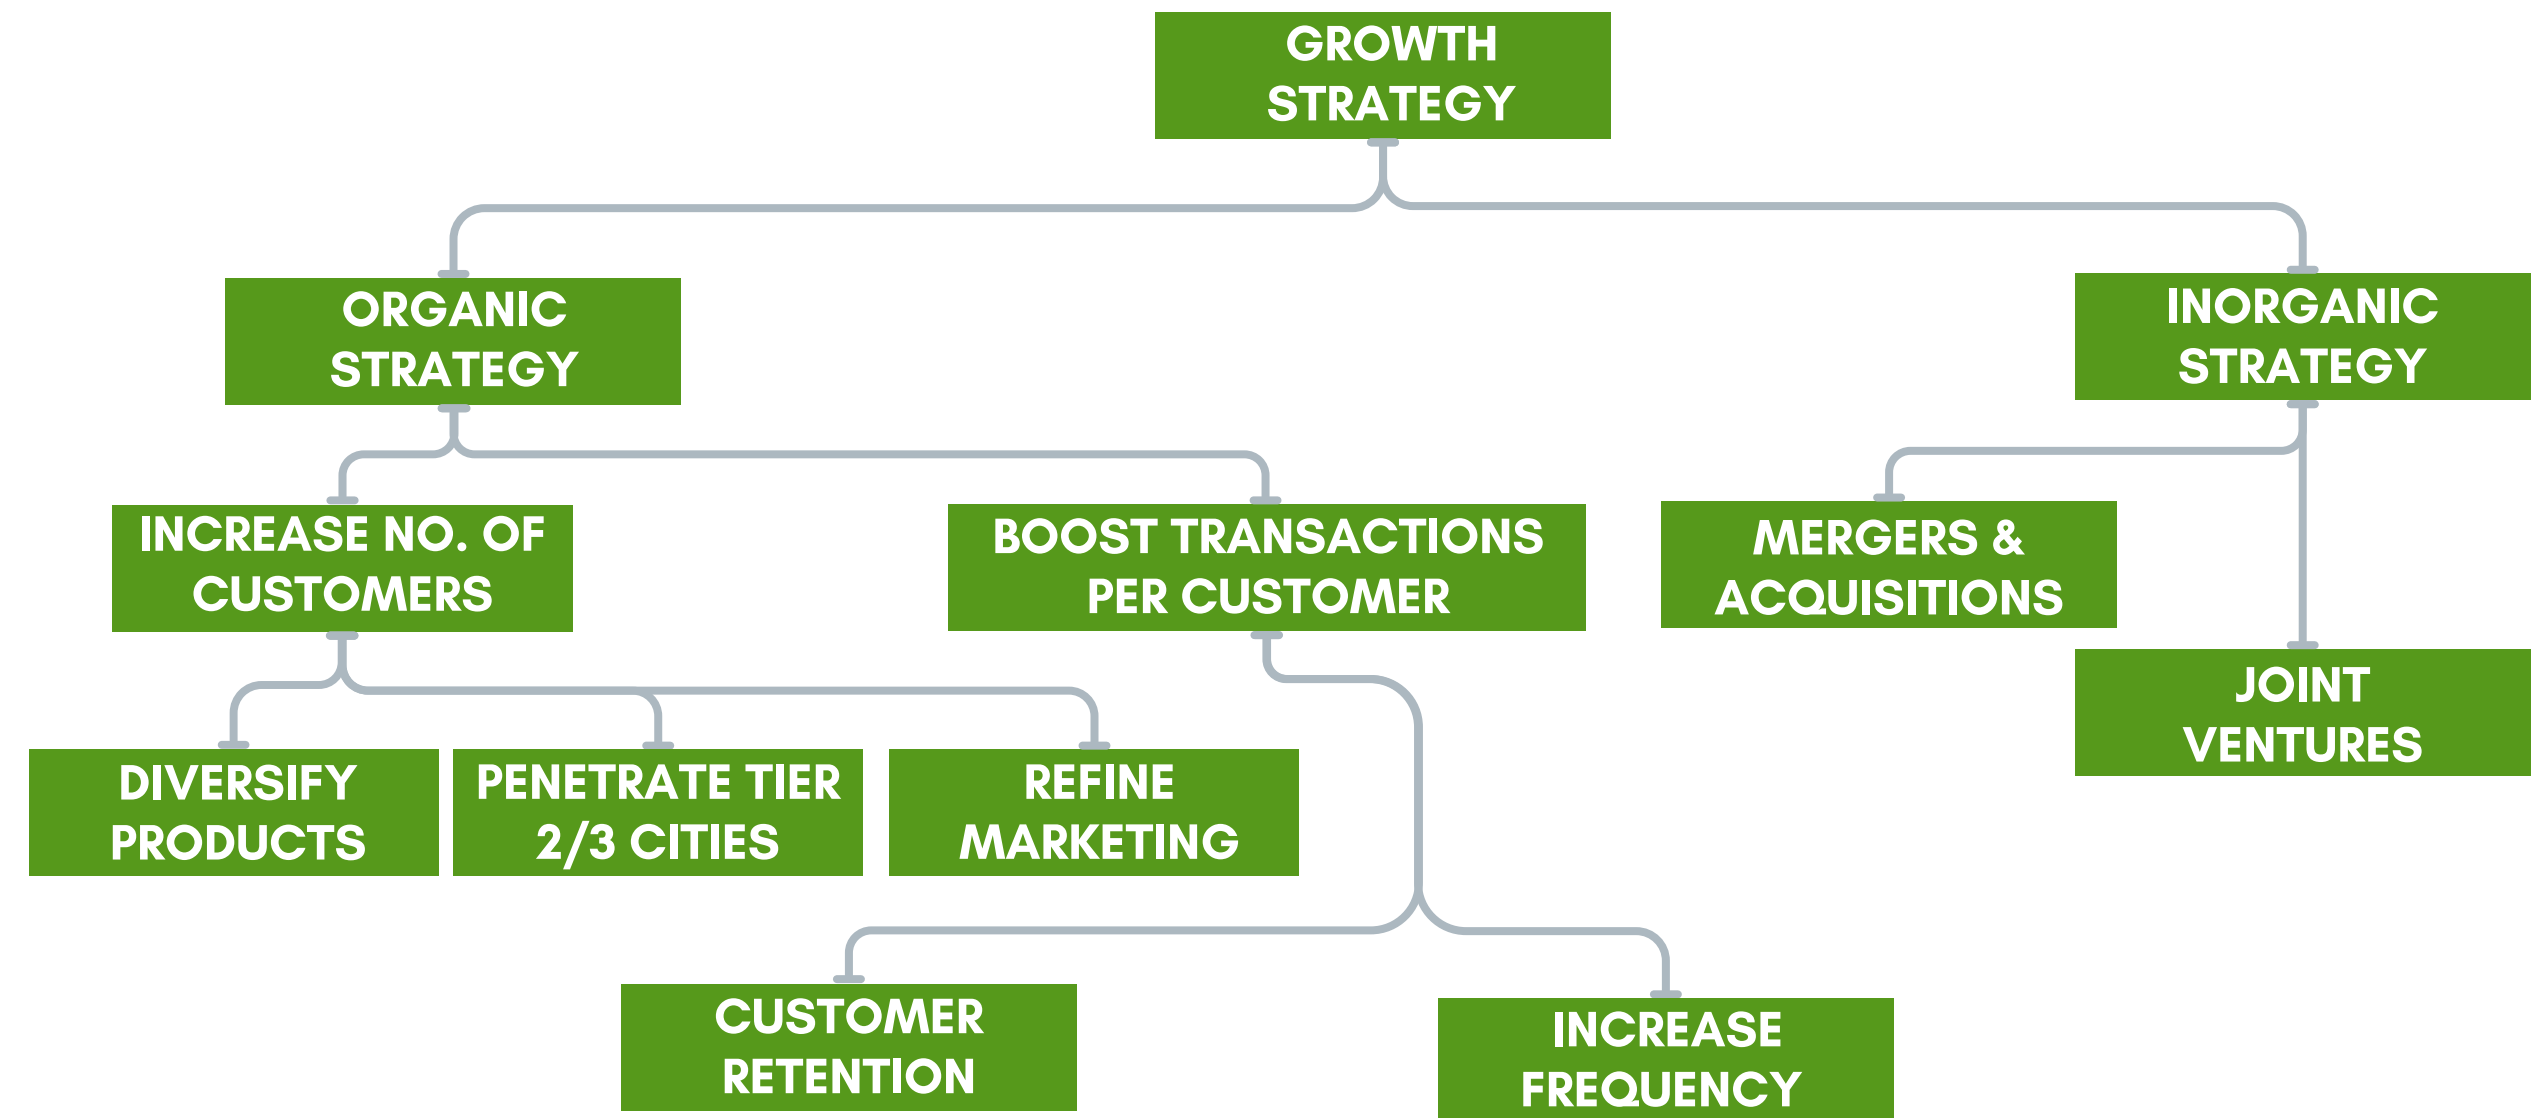 GROWTH
STRATEGY
ORGANIC
STRATEGY
INORGANIC
STRATEGY
INCREASE NO. OF
CUSTOMERS
BOOST TRANSACTIONS
PER CUSTOMER
MERGERS &
ACQUISITIONS
JOINT
VENTURES
DIVERSIFY
PRODUCTS
PENETRATE TIER
2/3 CITIES
REFINE
MARKETING
CUSTOMER
RETENTION
INCREASE
FREQUENCY